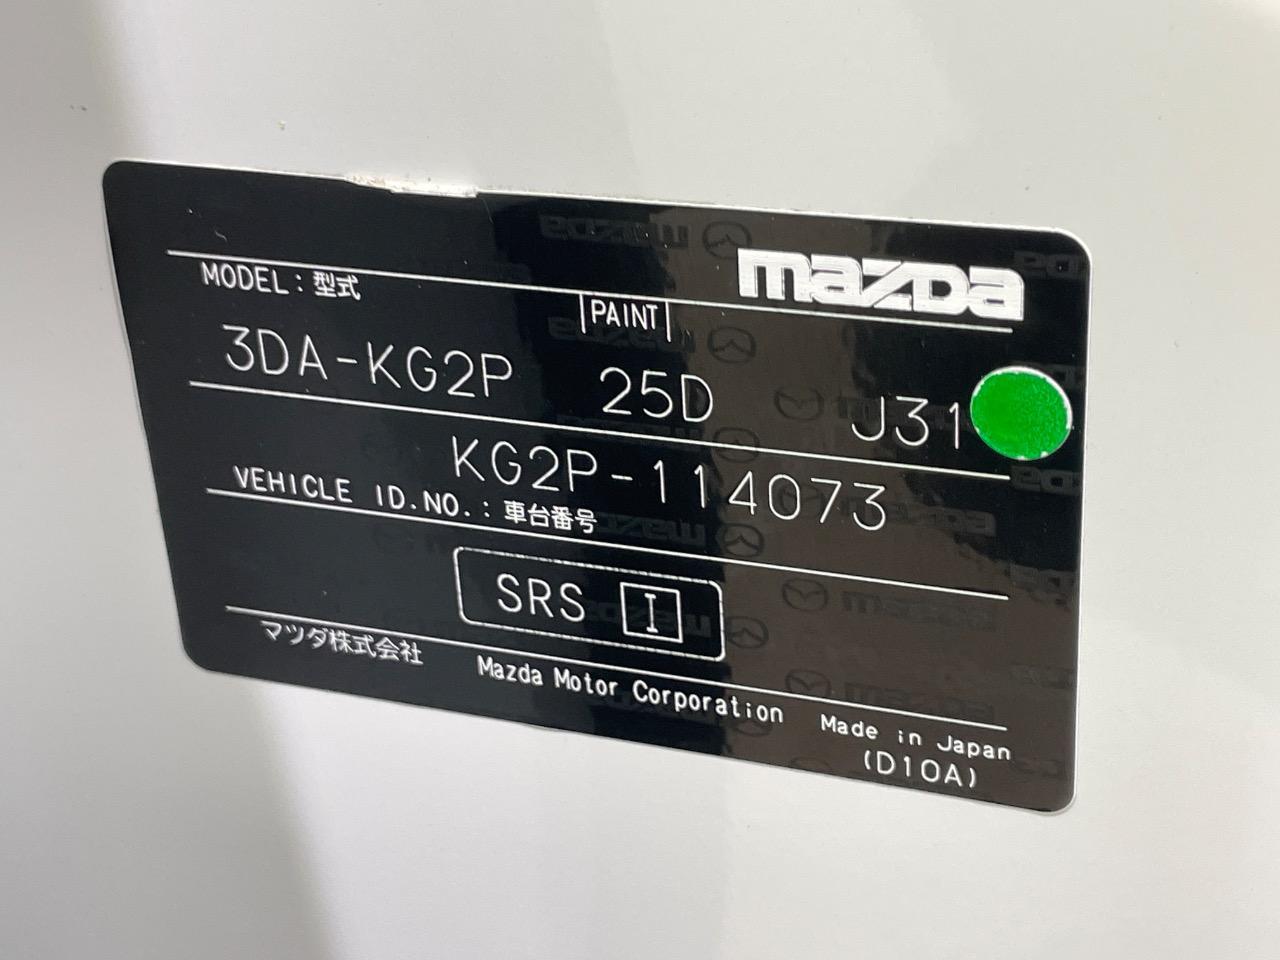 mazda
MODEL : 型式
PAINT
3DA-KG2P 25D J31
KG2P-114073
VEHICLE ID.NO. : 車台番号
SRS I
マツダ株式会社 Mazda Motor Corporation Made in Japan
(D10A)